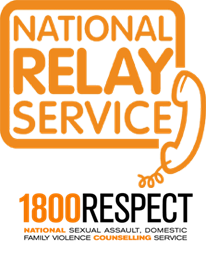 NATIONAL
RELAY
SERVICE
1800RESPECT
NATIONAL SEXUAL ASSAULT, DOMESTIC
FAMILY VIOLENCE COUNSELLING SERVICE